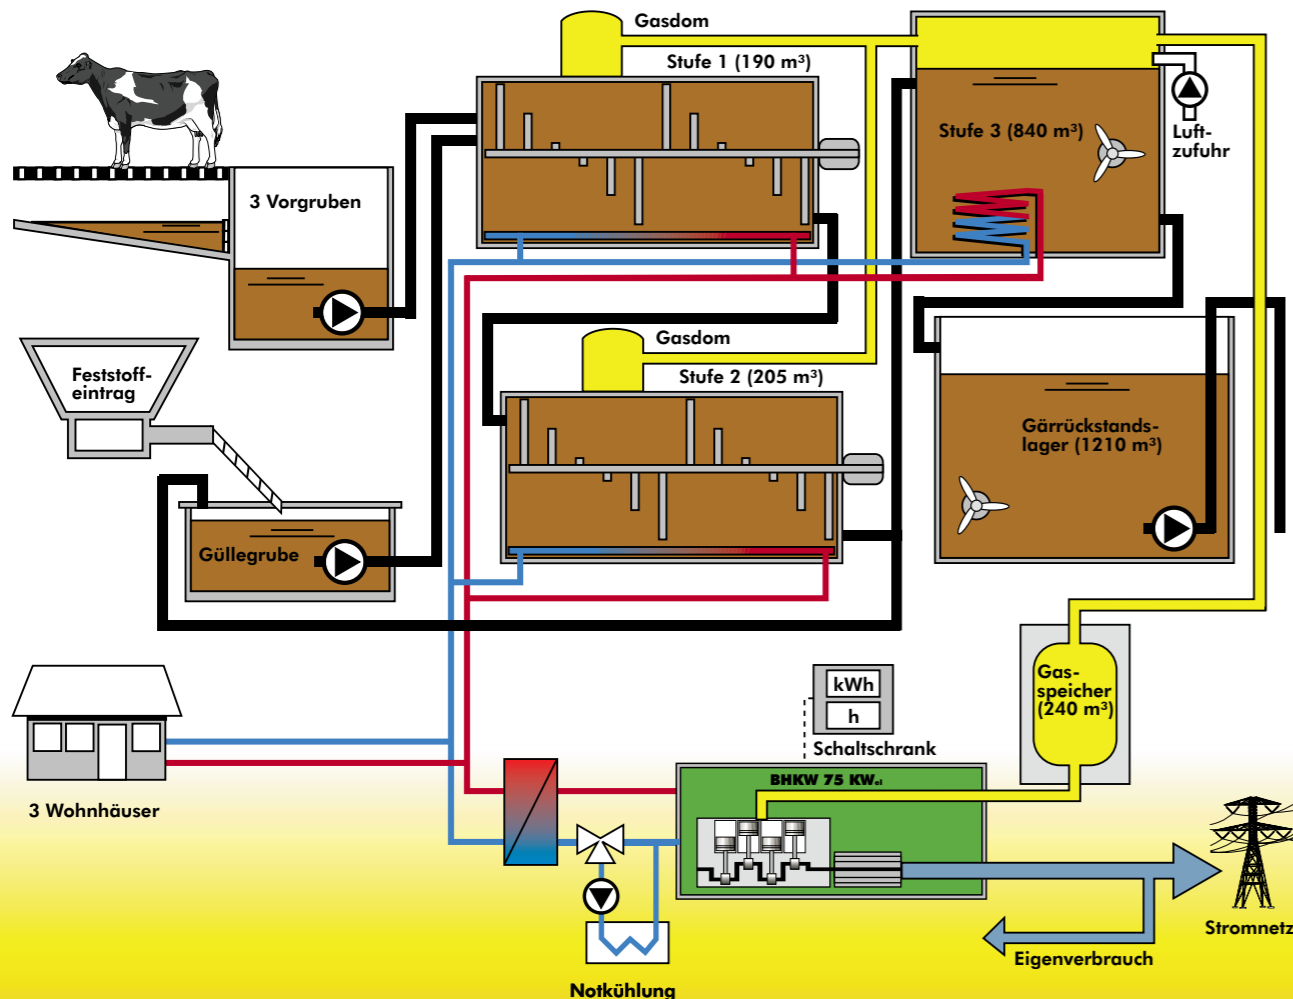 Gasdom
Stufe 1 (190 m³)
Stufe 3 (840 m³)
Luft-
zufuhr
3 Vorgruben
Gasdom
Stufe 2 (205 m³)
Feststoff-
eintrag
Gärrückstands-
lager (1210 m³)
Güllegrube
Gas-
speicher
(240 m³)
kWh
h
Schaltschrank
BHKW 75 KWel
3 Wohnhäuser
Stromnetz
Eigenverbrauch
Notkühlung